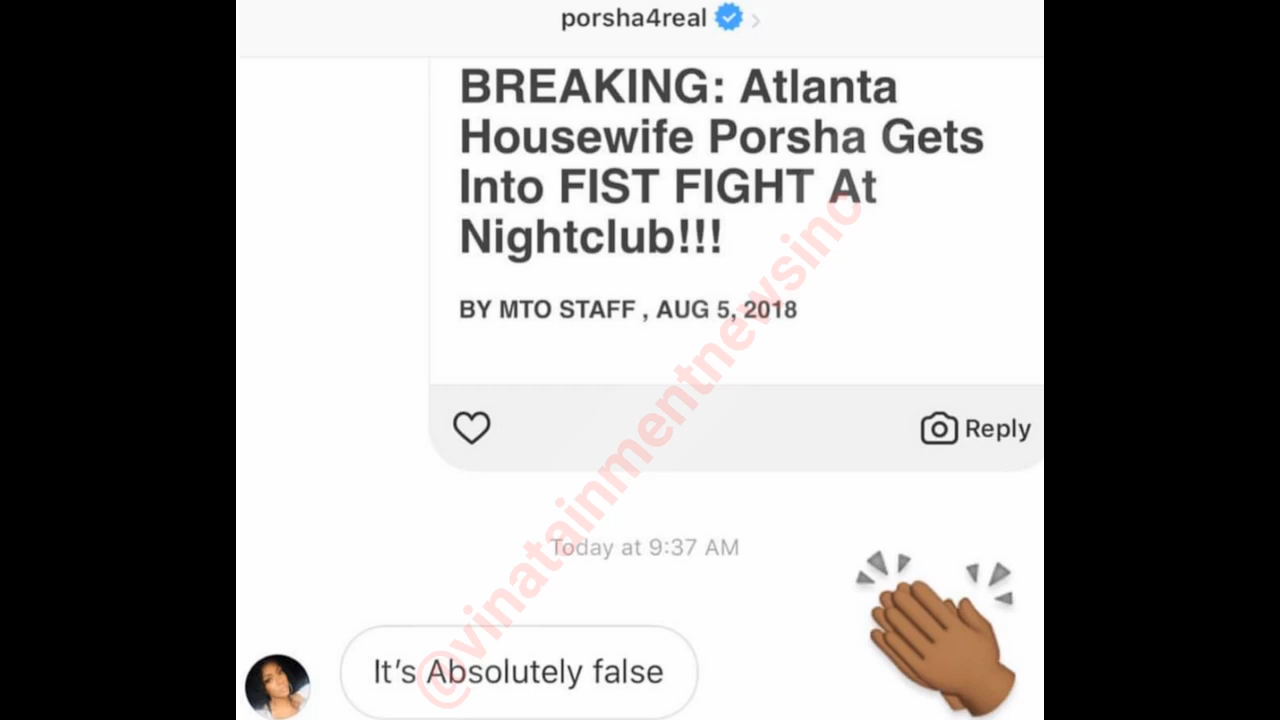 porsha4real
BREAKING: Atlanta
Housewife Porsha Gets
Into FIST FIGHT At
Nightclub!!!
BY MTO STAFF , AUG 5, 2018
Reply
@vinatainmentnewsinc
Today at 9:37 AM
It’s Absolutely false